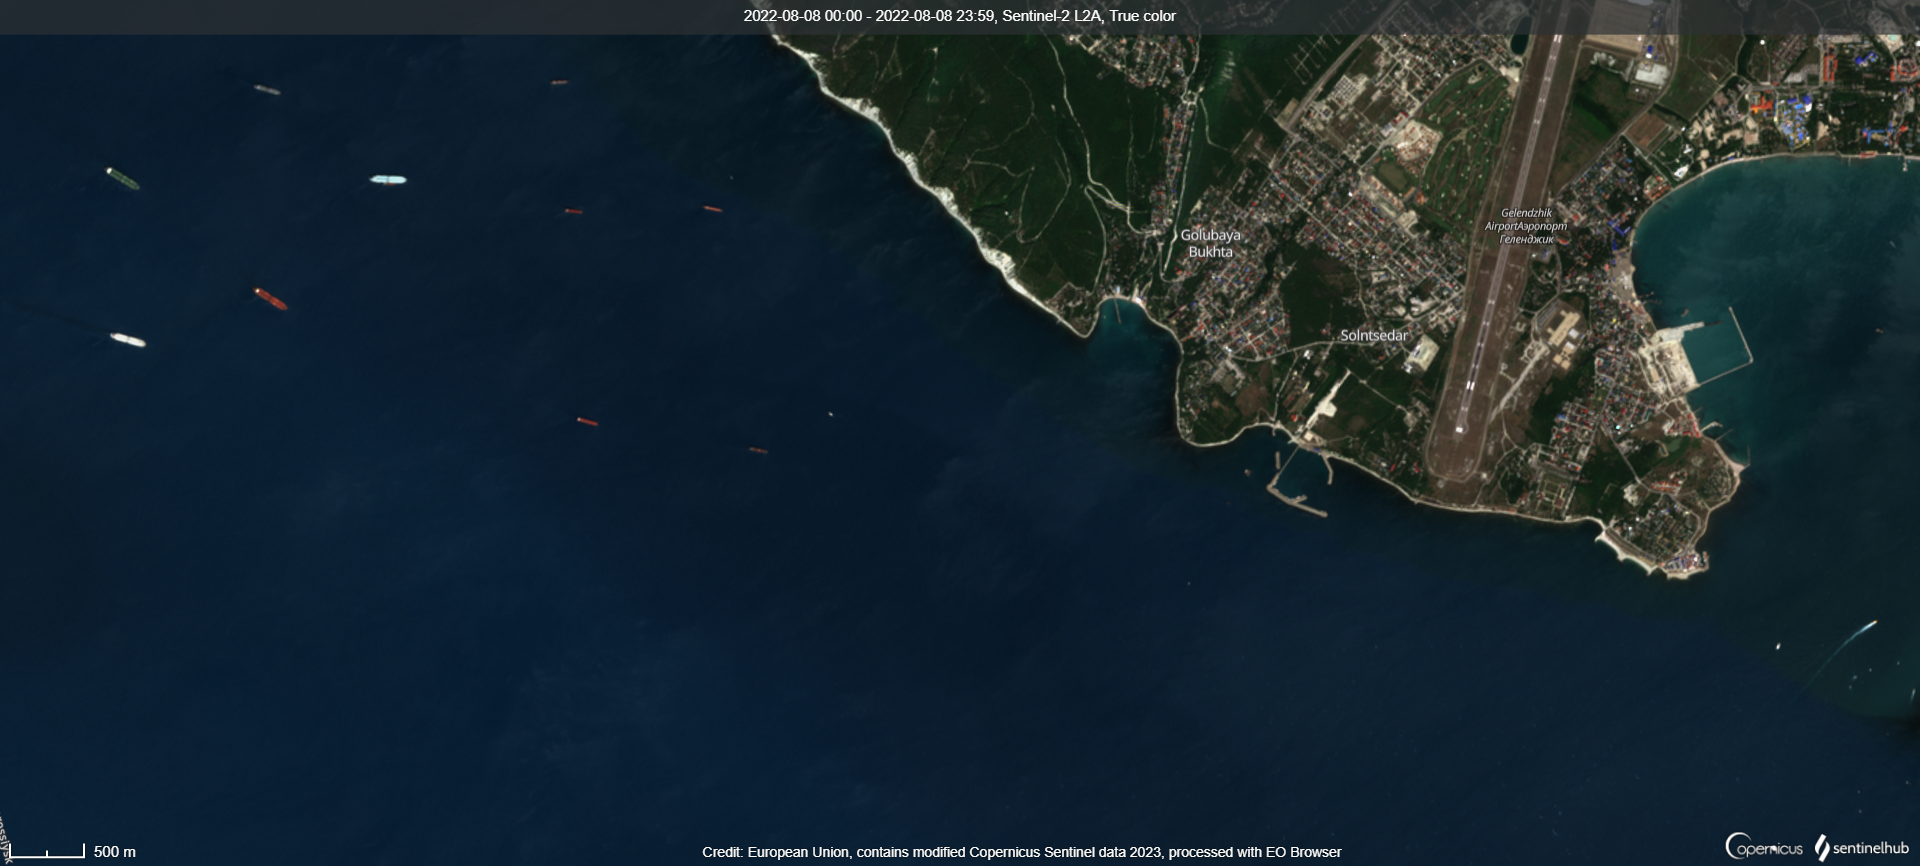 2022-08-08 00:00 - 2022-08-08 23:59, Sentinel-2 L2A, True color
Gelendzhik
AirportАэропорт
Геленджик
Golubaya
Bukhta
Solntsedar
500 m
Credit: European Union, contains modified Copernicus Sentinel data 2023, processed with EO Browser
Copernicus
sentinelhub